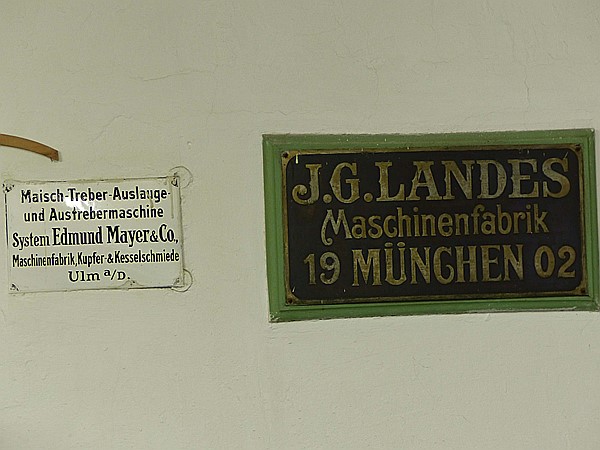 Maisch-Treber-Auslauge-
und Austrebermaschine
System Edmund Mayer & Co.,
Maschinenfabrik, Kupfer- & Kesselschmiede
Ulm a/D.
J.G. LANDES
Maschinenfabrik
19 MÜNCHEN 02